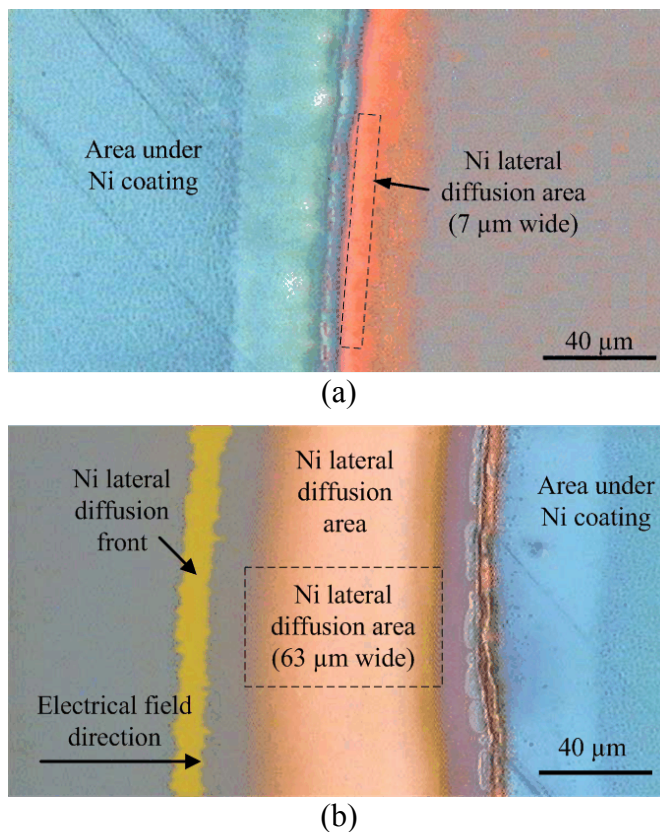 Area under
Ni coating
Ni lateral
diffusion area
(7 µm wide)
40 µm
(a)
Ni lateral
diffusion
front
Ni lateral
diffusion
area
Area under
Ni coating
Ni lateral
diffusion area
(63 µm wide)
Electrical field
direction
40 µm
(b)